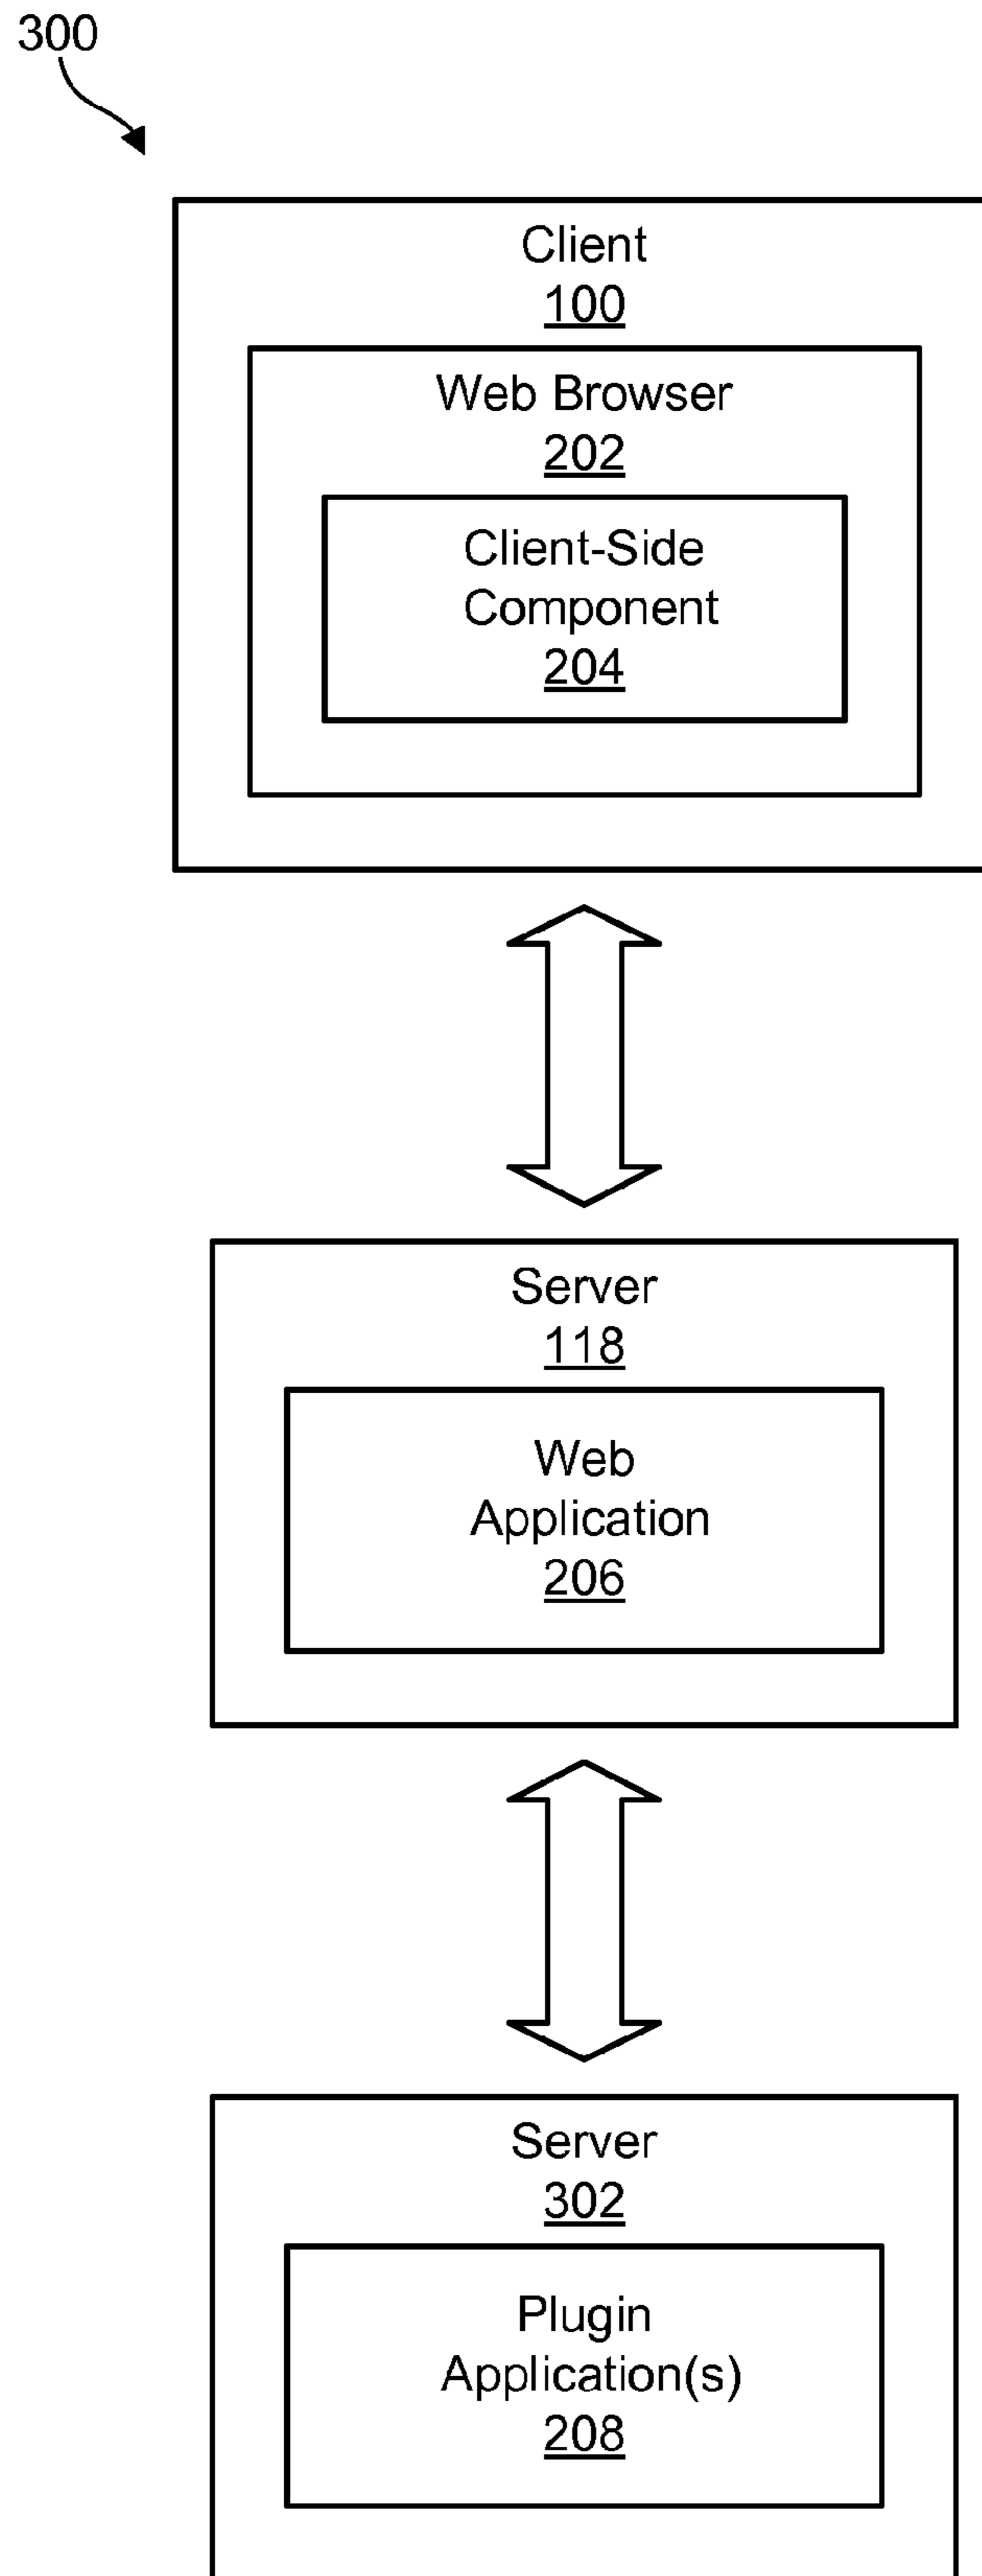 300
Client
100
Web Browser
202
Client-Side
Component
204
Server
118
Web
Application
206
Server
302
Plugin
Application(s)
208